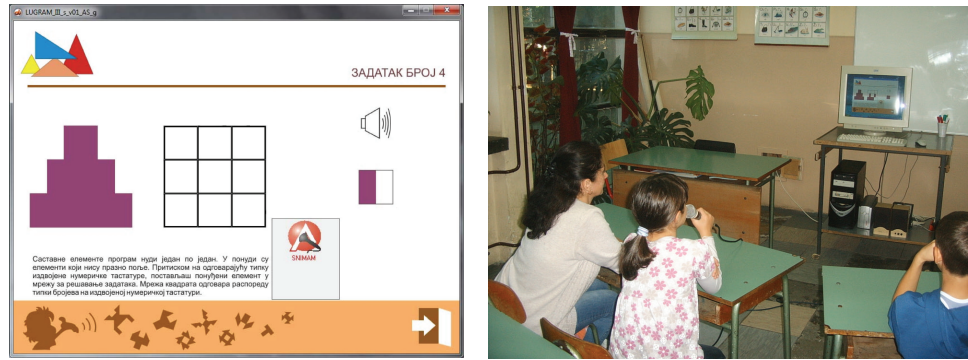 LUGRAM_III_s_v01_AS_g
ЗАДАТАК БРОЈ 4
SNIMAM
Саставне елементе програм нуди један по један. У понуди су
елементи који нису празно поље. Притиском на одговарајућу типку
издвојене нумеричке тастатуре, постављаш понуђени елемент у
мрежу за решавање задатака. Мрежа квадрата одговара распореду
типки бројева на издвојеној нумеричкој тастатури.